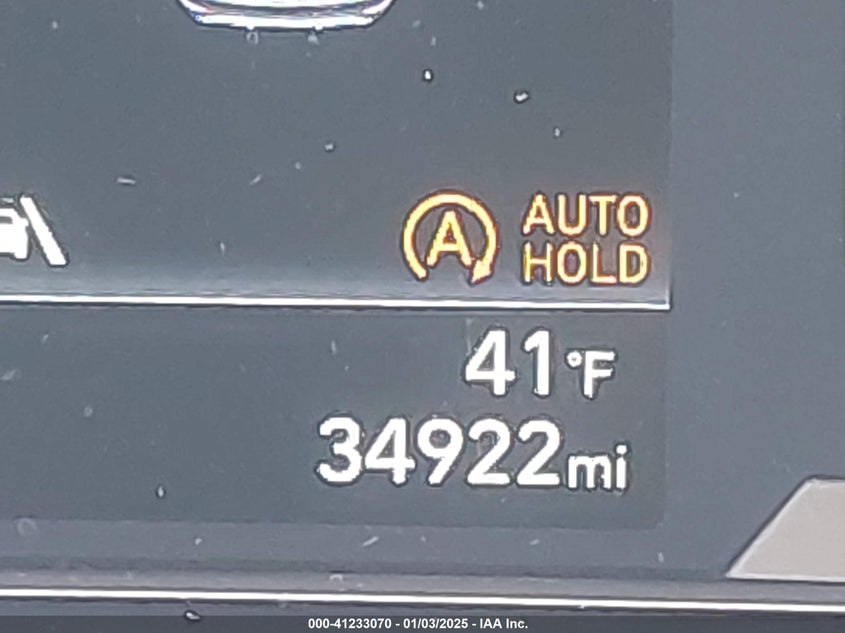 A AUTO
HOLD
41°F
34922mi
000-41233070 - 01/03/2025 - IAA Inc.